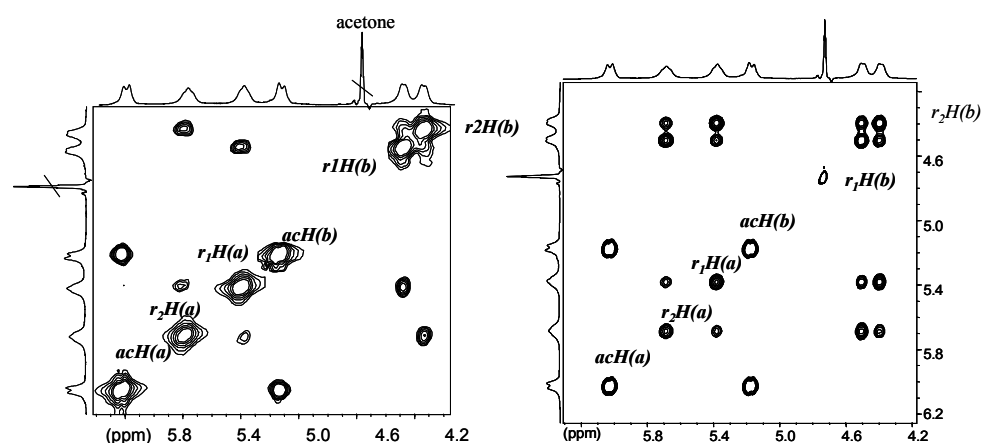 acetone
r2H(b)
r1H(b)
acH(b)
r₁H(a)
r₂H(a)
acH(a)
(ppm) 5.8 5.4 5.0 4.6 4.2
r₂H(b)
4.6
r₁H(b)
acH(b)
5.0
r₁H(a)
5.4
r₂H(a)
5.8
acH(a)
6.2
(ppm) 5.8 5.4 5.0 4.6 4.2